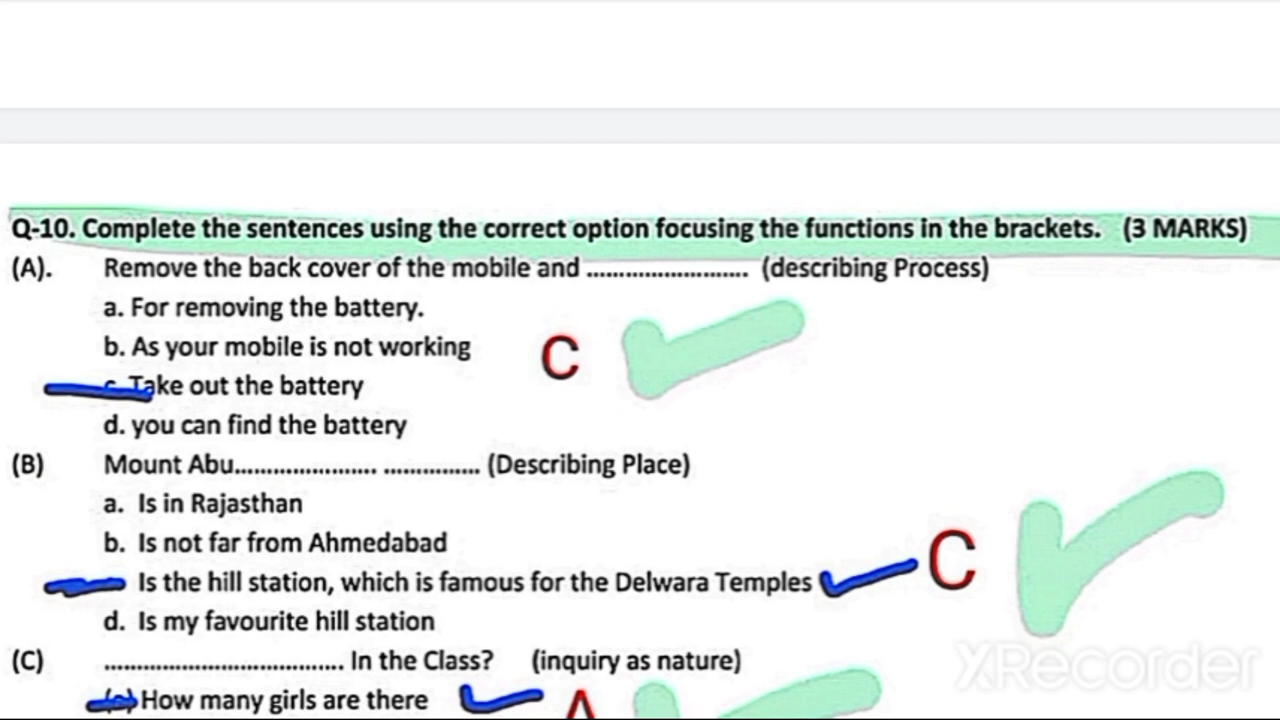 Q-10. Complete the sentences using the correct option focusing the functions in the brackets. (3 MARKS)
(A). Remove the back cover of the mobile and ........................... (describing Process)
a. For removing the battery.
b. As your mobile is not working
C
c. Take out the battery
d. you can find the battery
(B) Mount Abu...................... ............... (Describing Place)
a. Is in Rajasthan
b. Is not far from Ahmedabad
Is the hill station, which is famous for the Delwara Temples C
d. Is my favourite hill station
(C) ..................................... In the Class? (inquiry as nature)
XRecorder
(a) How many girls are there A